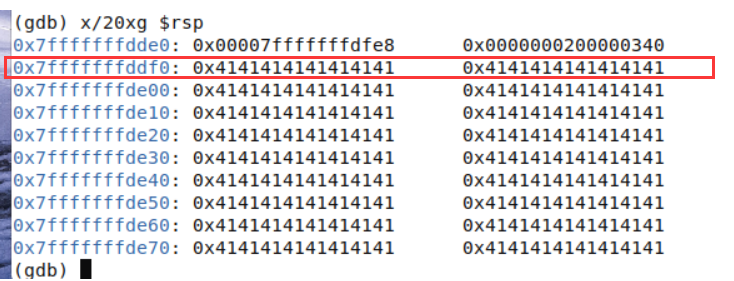 (gdb) x/20xg $rsp
0x7fffffffdde0: 0x00007fffffffdfe8 0x0000000200000340
0x7fffffffddf0: 0x4141414141414141 0x4141414141414141
0x7fffffffde00: 0x4141414141414141 0x4141414141414141
0x7fffffffde10: 0x4141414141414141 0x4141414141414141
0x7fffffffde20: 0x4141414141414141 0x4141414141414141
0x7fffffffde30: 0x4141414141414141 0x4141414141414141
0x7fffffffde40: 0x4141414141414141 0x4141414141414141
0x7fffffffde50: 0x4141414141414141 0x4141414141414141
0x7fffffffde60: 0x4141414141414141 0x4141414141414141
0x7fffffffde70: 0x4141414141414141 0x4141414141414141
(gdb)